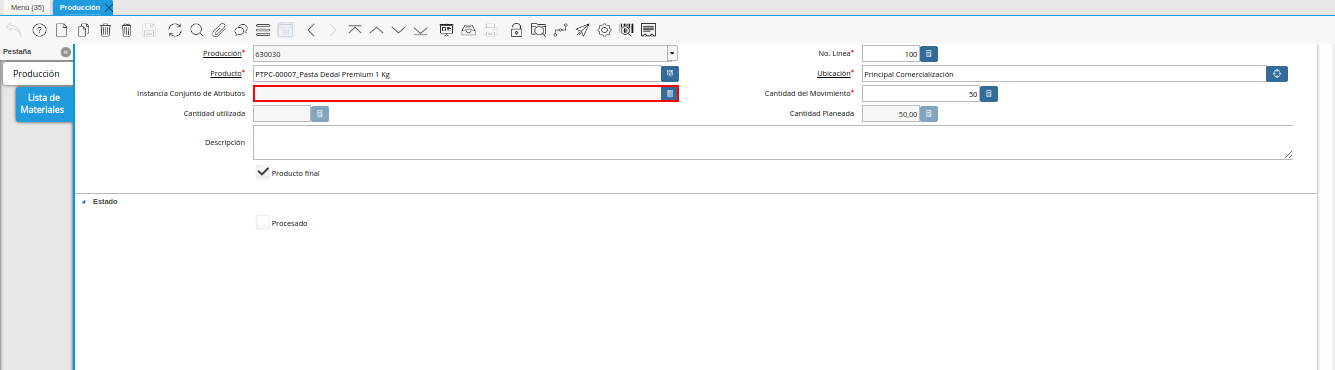 Menú (35) Producción
Pestaña
Producción
Lista de
Materiales
Producción* 630030 No. Línea* 100
Producto* PTPC-00007_Pasta Dedal Premium 1 Kg Ubicación* Principal Comercialización
Instancia Conjunto de Atributos Cantidad del Movimiento* 50
Cantidad utilizada Cantidad Planeada 50,00
Descripción
Producto final
Estado
Procesado